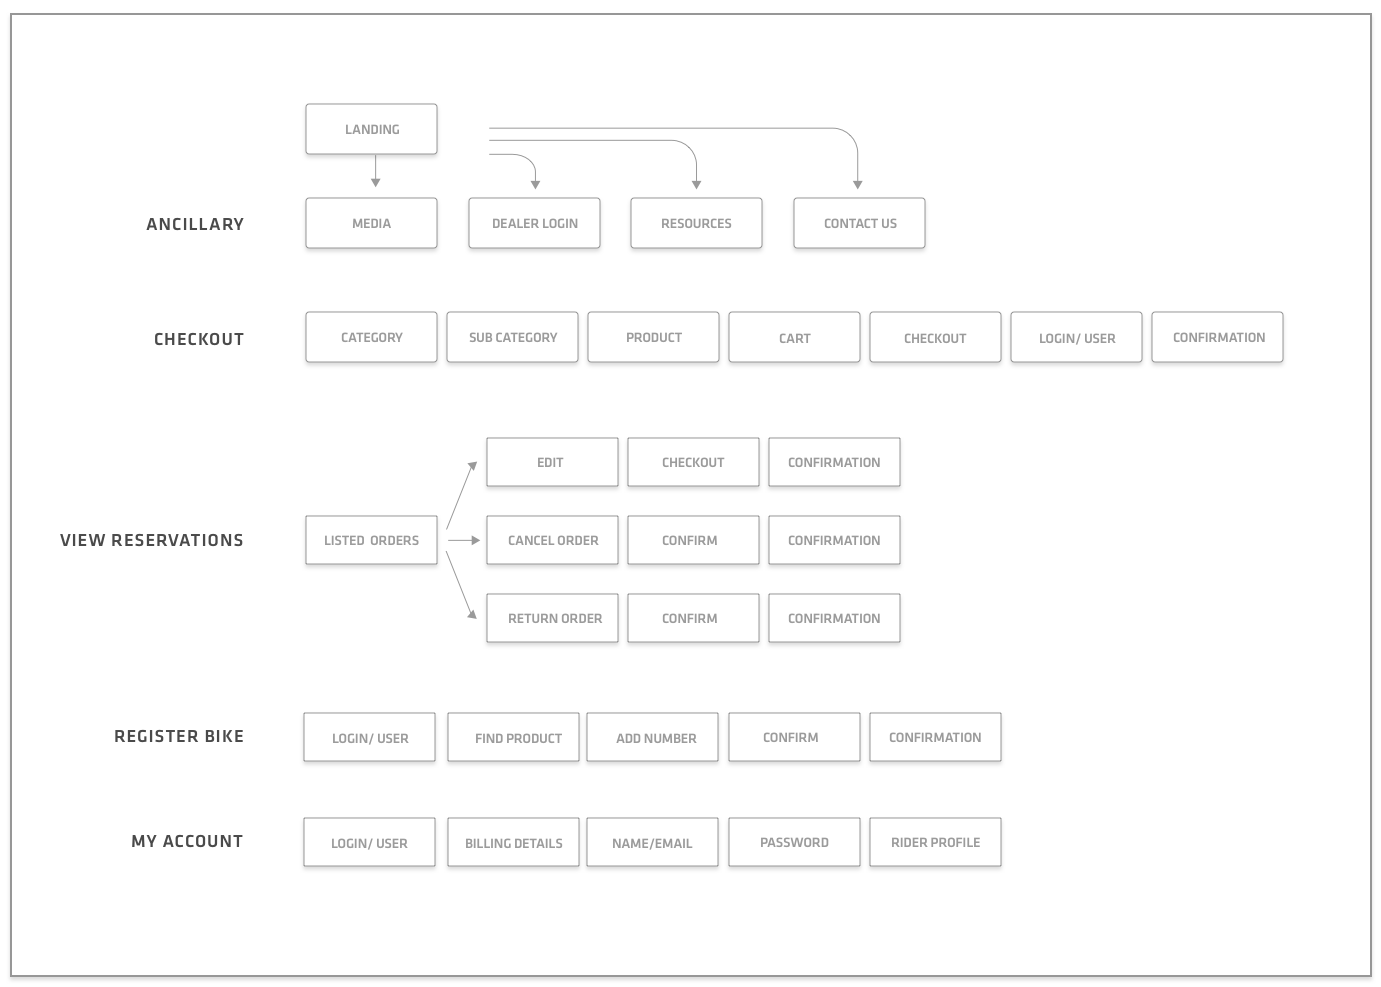 LANDING
ANCILLARY MEDIA DEALER LOGIN RESOURCES CONTACT US
CHECKOUT CATEGORY SUB CATEGORY PRODUCT CART CHECKOUT LOGIN/ USER CONFIRMATION
EDIT CHECKOUT CONFIRMATION
VIEW RESERVATIONS LISTED ORDERS CANCEL ORDER CONFIRM CONFIRMATION
RETURN ORDER CONFIRM CONFIRMATION
REGISTER BIKE LOGIN/ USER FIND PRODUCT ADD NUMBER CONFIRM CONFIRMATION
MY ACCOUNT LOGIN/ USER BILLING DETAILS NAME/EMAIL PASSWORD RIDER PROFILE